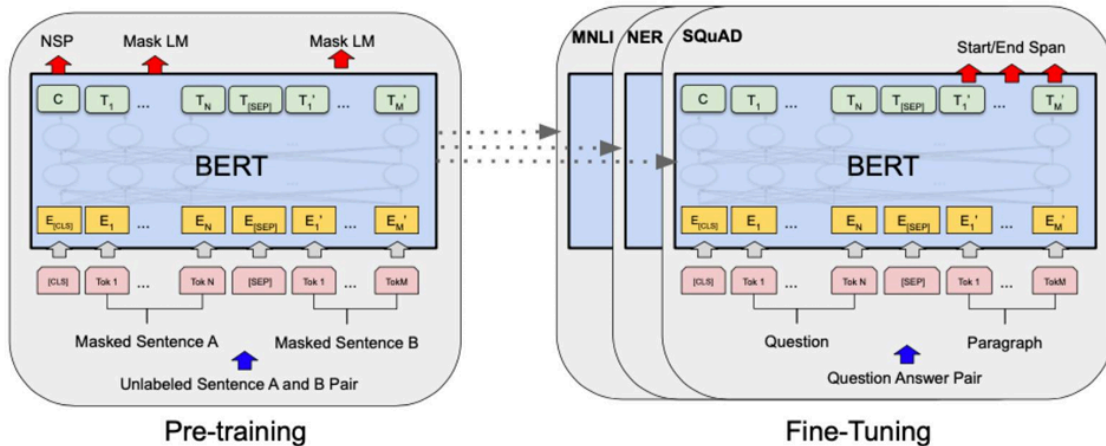 NSP Mask LM Mask LM
C T1 ... TN T[SEP] T1' ... TM'
BERT
E[CLS] E1 ... EN E[SEP] E1' ... EM'
[CLS] Tok 1 ... Tok N [SEP] Tok 1 ... TokM
Masked Sentence A Masked Sentence B
Unlabeled Sentence A and B Pair
Pre-training
MNLI NER SQuAD
Start/End Span
C T1 ... TN T[SEP] T1' ... TM'
BERT
E[CLS] E1 ... EN E[SEP] E1' ... EM'
[CLS] Tok 1 ... Tok N [SEP] Tok 1 ... TokM
Question Paragraph
Question Answer Pair
Fine-Tuning